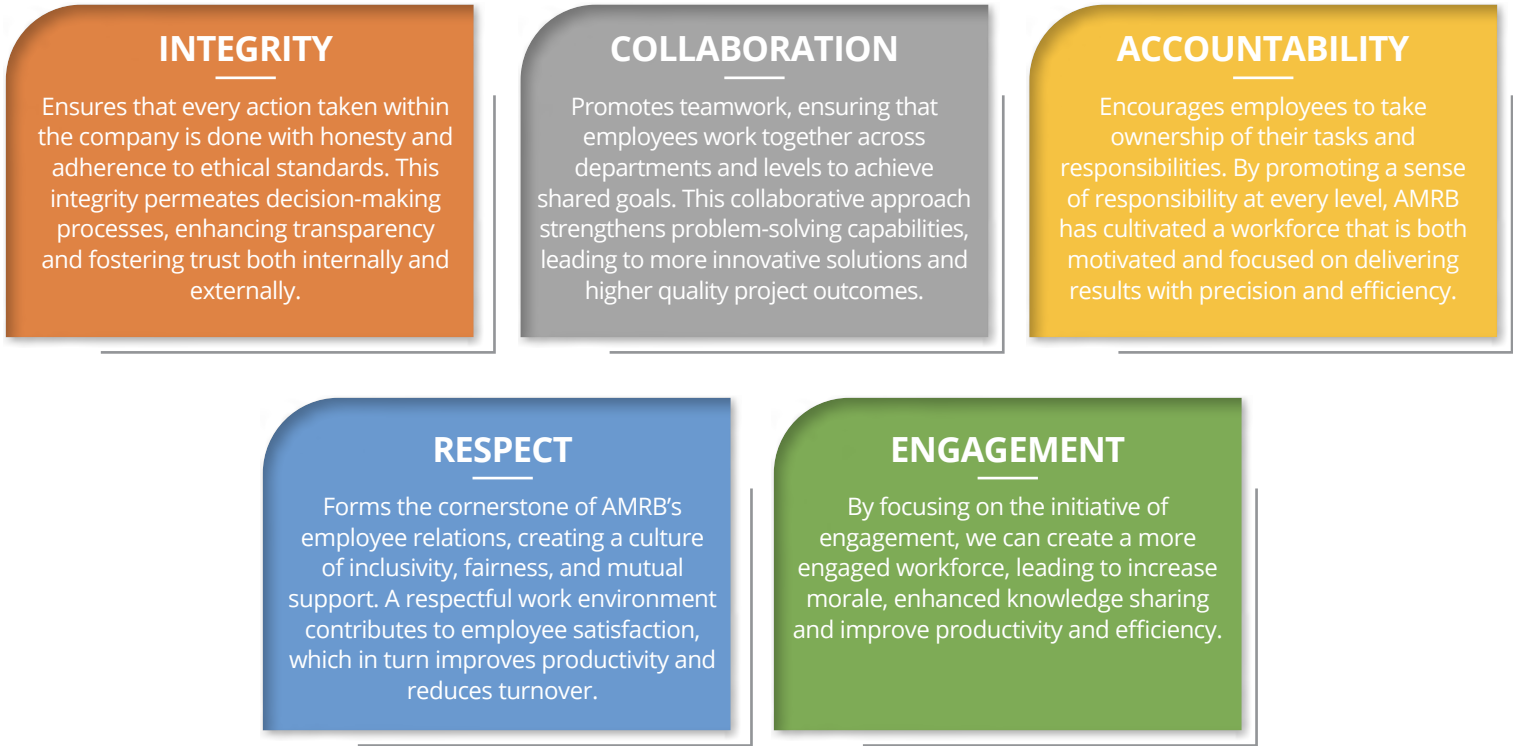 INTEGRITY
Ensures that every action taken within
the company is done with honesty and
adherence to ethical standards. This
integrity permeates decision-making
processes, enhancing transparency
and fostering trust both internally and
externally.
COLLABORATION
Promotes teamwork, ensuring that
employees work together across
departments and levels to achieve
shared goals. This collaborative approach
strengthens problem-solving capabilities,
leading to more innovative solutions and
higher quality project outcomes.
ACCOUNTABILITY
Encourages employees to take
ownership of their tasks and
responsibilities. By promoting a sense
of responsibility at every level, AMRB
has cultivated a workforce that is both
motivated and focused on delivering
results with precision and efficiency.
RESPECT
Forms the cornerstone of AMRB’s
employee relations, creating a culture
of inclusivity, fairness, and mutual
support. A respectful work environment
contributes to employee satisfaction,
which in turn improves productivity and
reduces turnover.
ENGAGEMENT
By focusing on the initiative of
engagement, we can create a more
engaged workforce, leading to increase
morale, enhanced knowledge sharing
and improve productivity and efficiency.